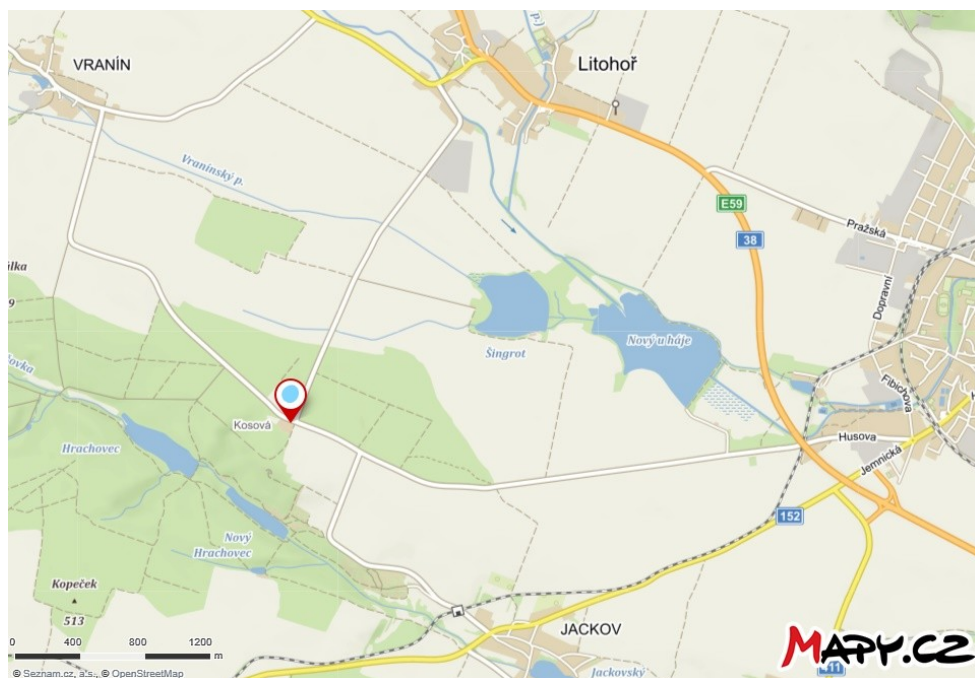 VRANÍN
Litohoř
p.)
Vranínský p.
E59
38
Pražská
Dopravní
Šingrot
Nový u háje
Fibichova
Kosová
Husova
Jemnická
Hrachovec
152
Nový
Hrachovec
Kopeček
513
JACKOV
Jackovský
0 400 800 1200
m
MAPY.CZ
© Seznam.cz, a.s., © OpenStreetMap